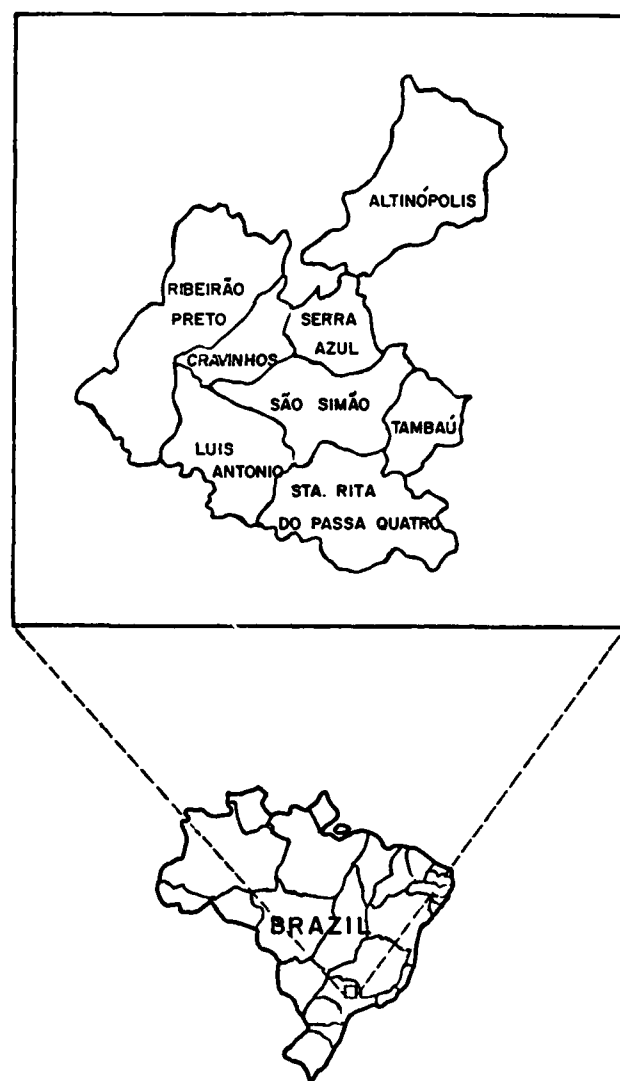 ALTINÓPOLIS
RIBEIRÃO
PRETO
SERRA
AZUL
CRAVINHOS
SÃO SIMÃO
TAMBAÚ
LUIS
ANTONIO
STA. RITA
DO PASSA QUATRO
BRAZIL